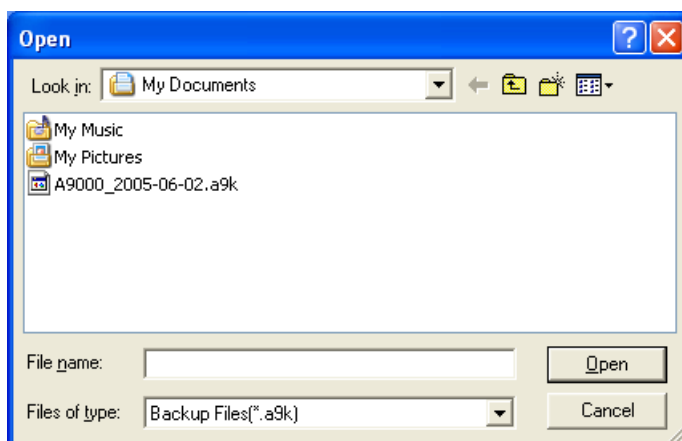 Open
Look in: My Documents
My Music
My Pictures
A9000_2005-06-02.a9k
File name: Open
Files of type: Backup Files(*.a9k) Cancel